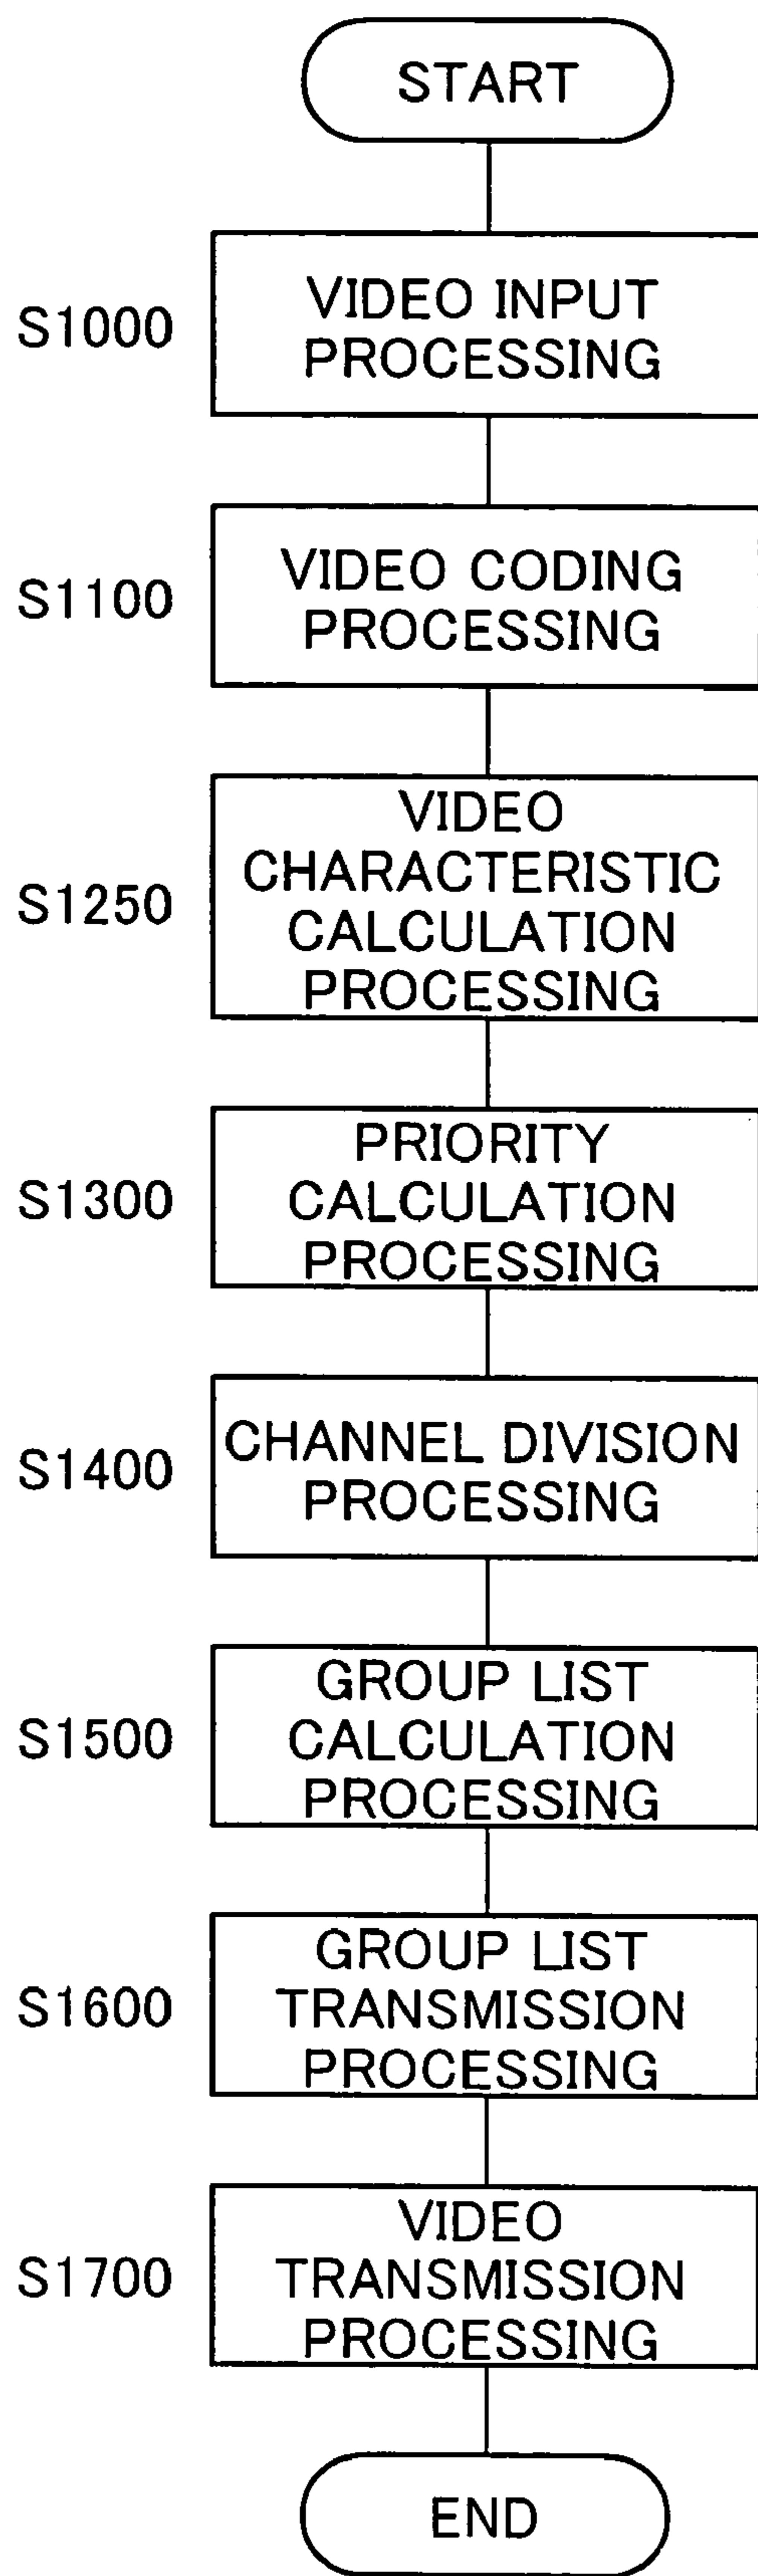 START
S1000
VIDEO INPUT
PROCESSING
S1100
VIDEO CODING
PROCESSING
S1250
VIDEO
CHARACTERISTIC
CALCULATION
PROCESSING
S1300
PRIORITY
CALCULATION
PROCESSING
S1400
CHANNEL DIVISION
PROCESSING
S1500
GROUP LIST
CALCULATION
PROCESSING
S1600
GROUP LIST
TRANSMISSION
PROCESSING
S1700
VIDEO
TRANSMISSION
PROCESSING
END